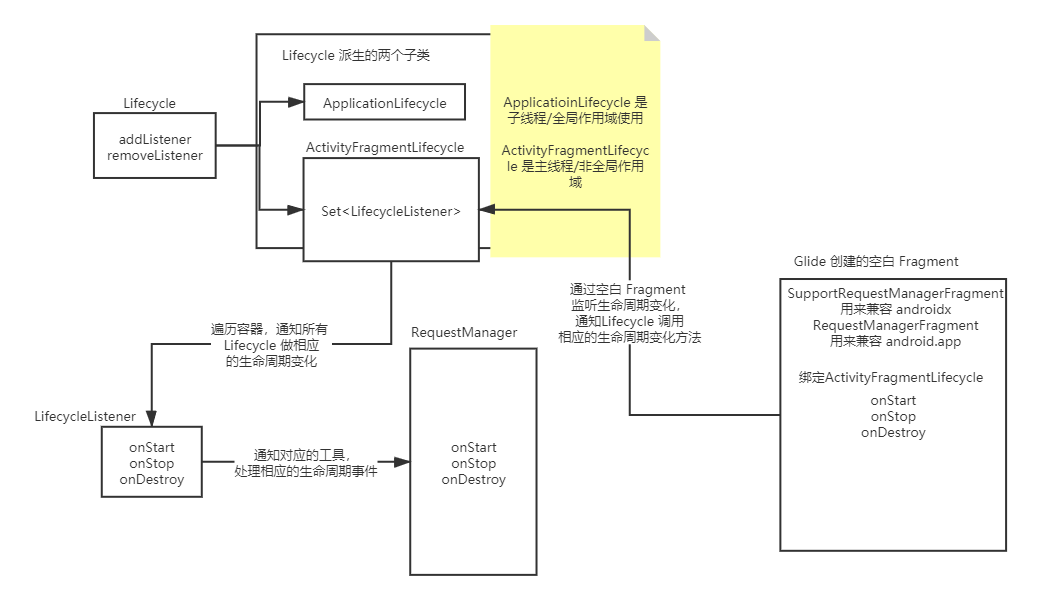 Lifecycle 派生的两个子类
Lifecycle
addListener
removeListener
ApplicationLifecycle
ActivityFragmentLifecycle
Set<LifecycleListener>
ApplicatioinLifecycle 是
子线程/全局作用域使用
ActivityFragmentLifecyc
le 是主线程/非全局作用
域
Glide 创建的空白 Fragment
SupportRequestManagerFragment
用来兼容 androidx
RequestManagerFragment
用来兼容 android.app
绑定ActivityFragmentLifecycle
onStart
onStop
onDestroy
通过空白 Fragment
监听生命周期变化，
通知Lifecycle 调用
相应的生命周期变化方法
遍历容器，通知所有
Lifecycle 做相应
的生命周期变化
RequestManager
onStart
onStop
onDestroy
LifecycleListener
onStart
onStop
onDestroy
通知对应的工具，
处理相应的生命周期事件